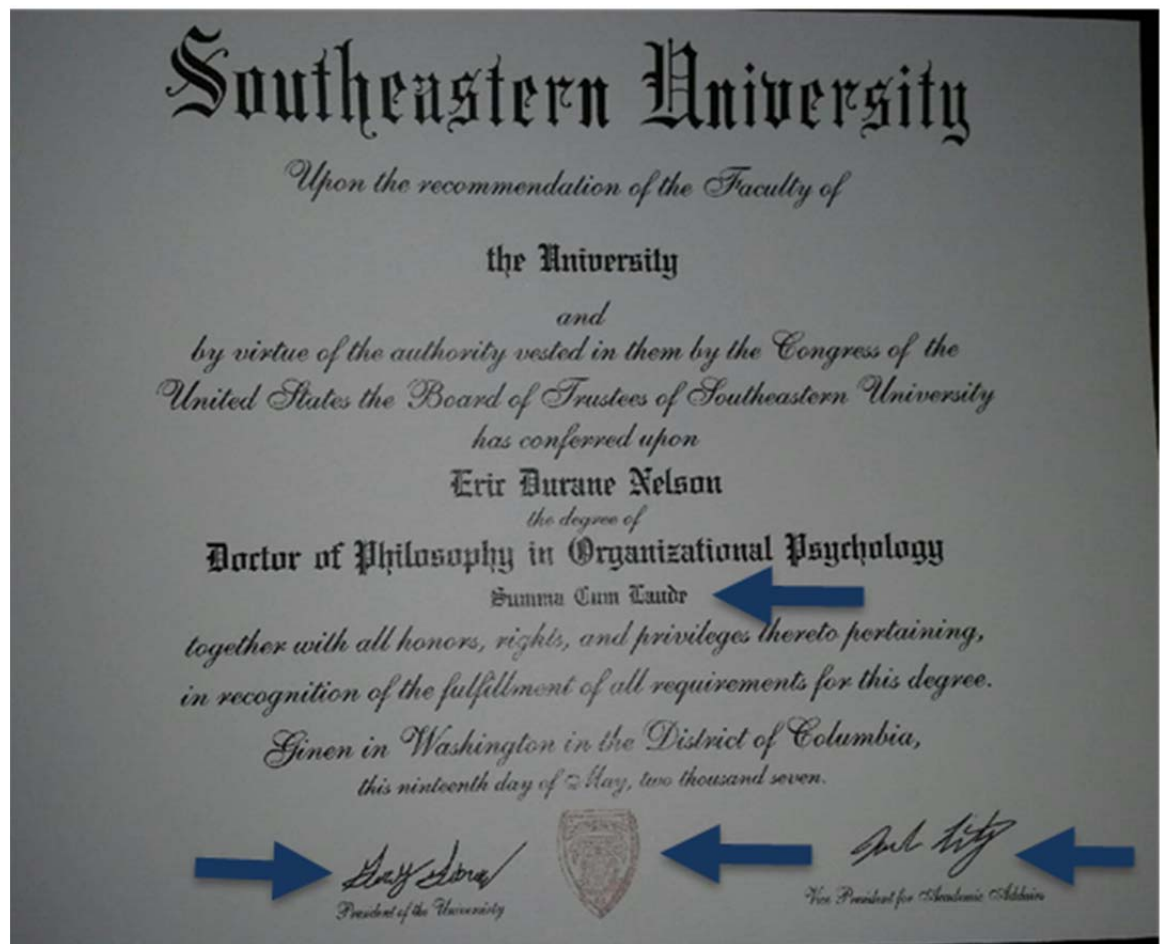 Southeastern University
Upon the recommendation of the Faculty of
the University
and
by virtue of the authority vested in them by the Congress of the
United States the Board of Trustees of Southeastern University
has conferred upon
Eric Durane Nelson
the degree of
Doctor of Philosophy in Organizational Psychology
Summa Cum Laude
together with all honors, rights, and privileges thereto pertaining,
in recognition of the fulfillment of all requirements for this degree.
Ginen in Washington in the District of Columbia,
this ninteenth day of May, two thousand seven.
President of the Univeristy
Vice President for Academic Addairs